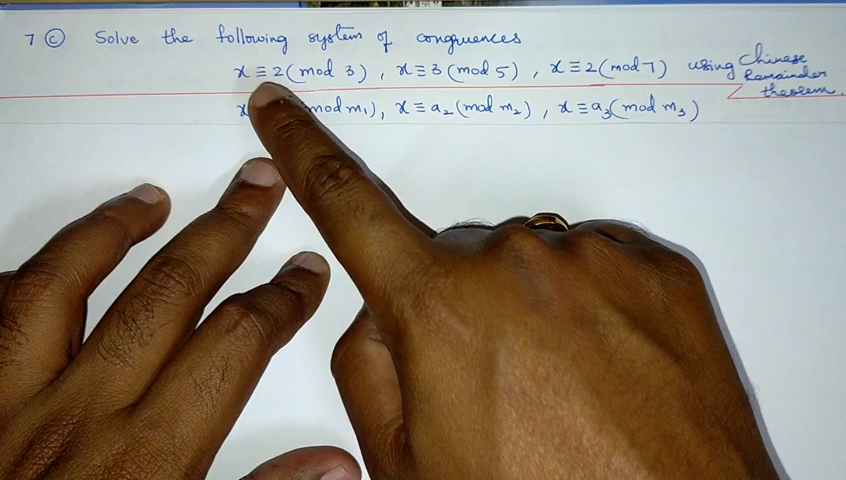 7 (c) Solve the following system of congruences
x ≡ 2 (mod 3), x ≡ 3 (mod 5), x ≡ 2 (mod 7) using Chinese
Remainder
theorem.
x mod m₁), x ≡ a₂ (mod m₂), x ≡ a₃ (mod m₃)